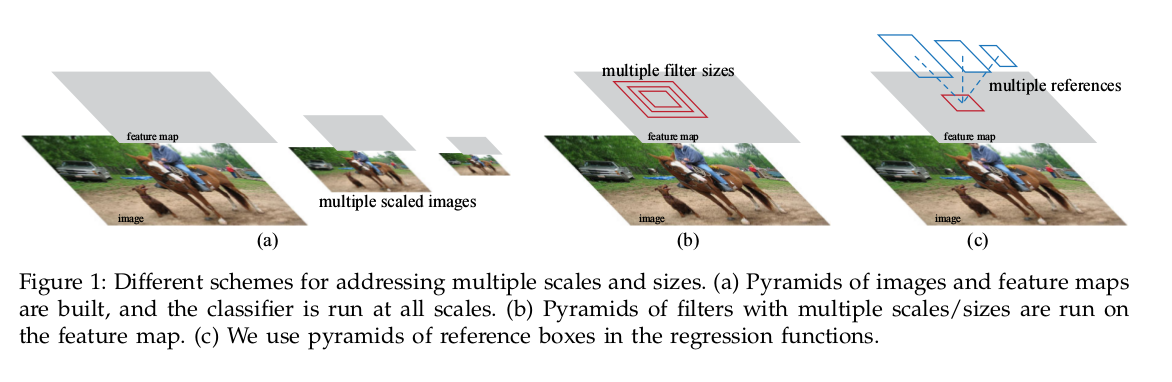 multiple filter sizes
multiple references
feature map
feature map
feature map
multiple scaled images
image
image
image
(a)
(b)
(c)
Figure 1: Different schemes for addressing multiple scales and sizes. (a) Pyramids of images and feature maps
are built, and the classifier is run at all scales. (b) Pyramids of filters with multiple scales/sizes are run on
the feature map. (c) We use pyramids of reference boxes in the regression functions.